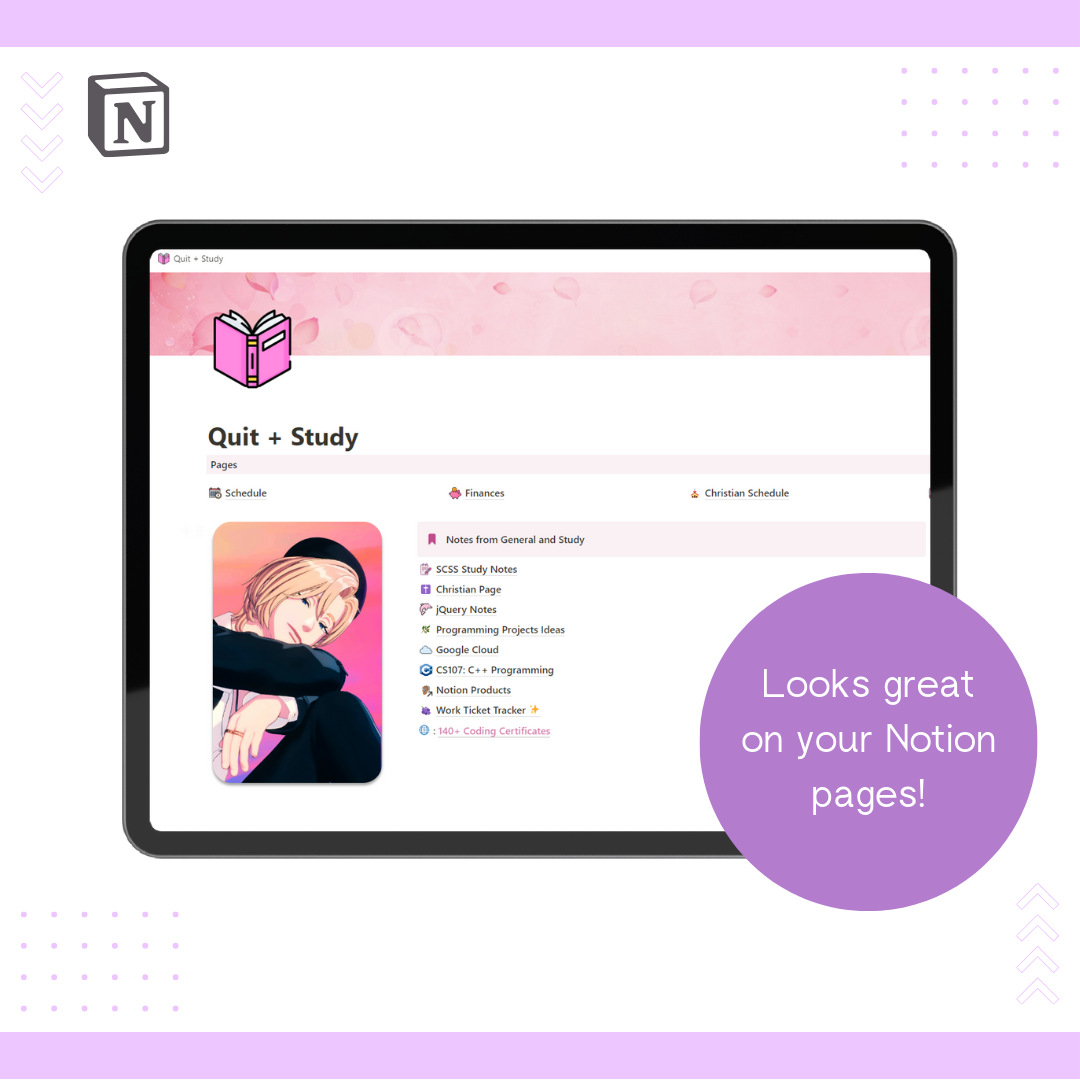 N
Quit + Study
Quit + Study
Pages
Schedule
Finances
Christian Schedule
Notes from General and Study
SCSS Study Notes
Christian Page
jQuery Notes
Programming Projects Ideas
Google Cloud
CS107: C++ Programming
Notion Products
Work Ticket Tracker ✨
: 140+ Coding Certificates
Looks great
on your Notion
pages!